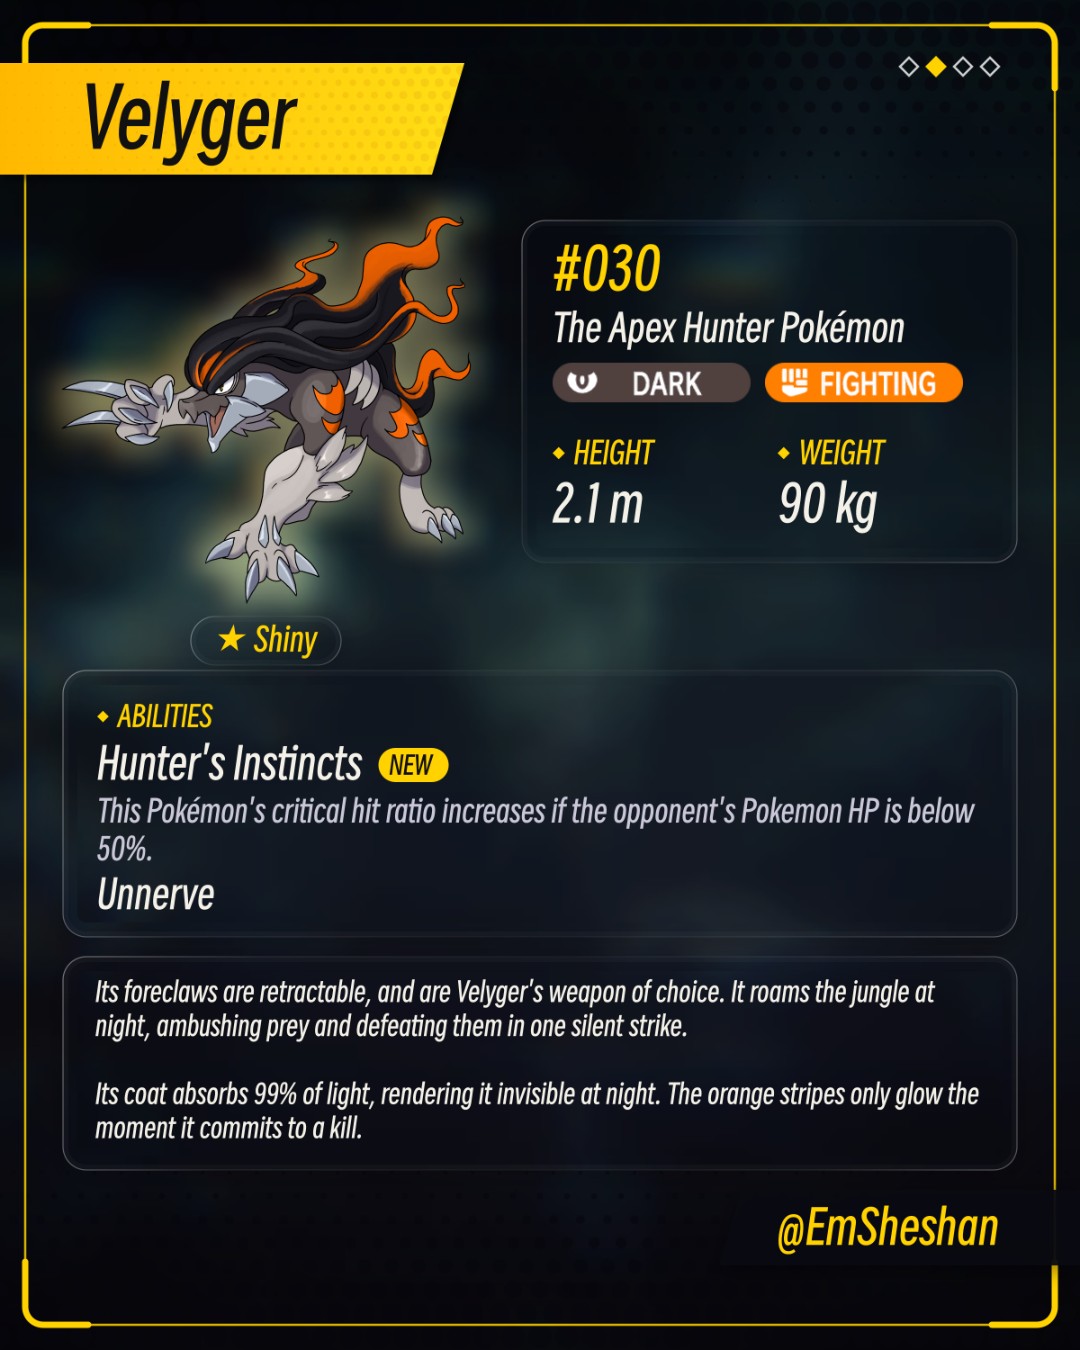 Velyger
#030
The Apex Hunter Pokémon
DARK
FIGHTING
HEIGHT
WEIGHT
2.1 m
90 kg
Shiny
ABILITIES
Hunter's Instincts NEW
This Pokémon's critical hit ratio increases if the opponent's Pokemon HP is below
50%.
Unnerve
Its foreclaws are retractable, and are Velyger's weapon of choice. It roams the jungle at
night, ambushing prey and defeating them in one silent strike.
Its coat absorbs 99% of light, rendering it invisible at night. The orange stripes only glow the
moment it commits to a kill.
@EmSheshan